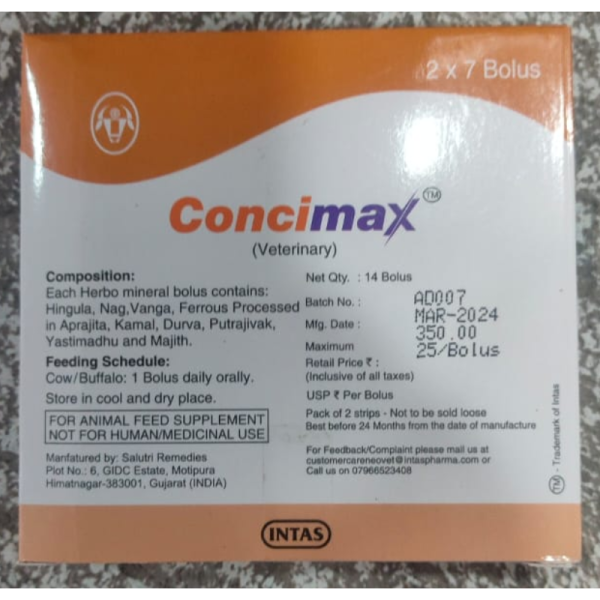 2 x 7 Bolus
Concimax™
(Veterinary)
Composition:
Each Herbo mineral bolus contains:
Hingula, Nag,Vanga, Ferrous Processed
in Aprajita, Kamal, Durva, Putrajivak,
Yastimadhu and Majith.
Feeding Schedule:
Cow/Buffalo: 1 Bolus daily orally.
Store in cool and dry place.
FOR ANIMAL FEED SUPPLEMENT
NOT FOR HUMAN/MEDICINAL USE
Manfatured by: Salutri Remedies
Plot No.: 6, GIDC Estate, Motipura
Himatnagar-383001, Gujarat (INDIA)
Net Qty. : 14 Bolus
Batch No. : AD007
Mfg. Date : MAR-2024
Maximum 350.00
Retail Price ₹ : 25/Bolus
(Inclusive of all taxes)
USP ₹ Per Bolus
Pack of 2 strips - Not to be sold loose
Best before 24 Months from the date of manufacture
For Feedback/Complaint please mail us at
customercareneovet@intaspharma.com or
Call us on 07966523408
TM - Trademark of Intas
INTAS